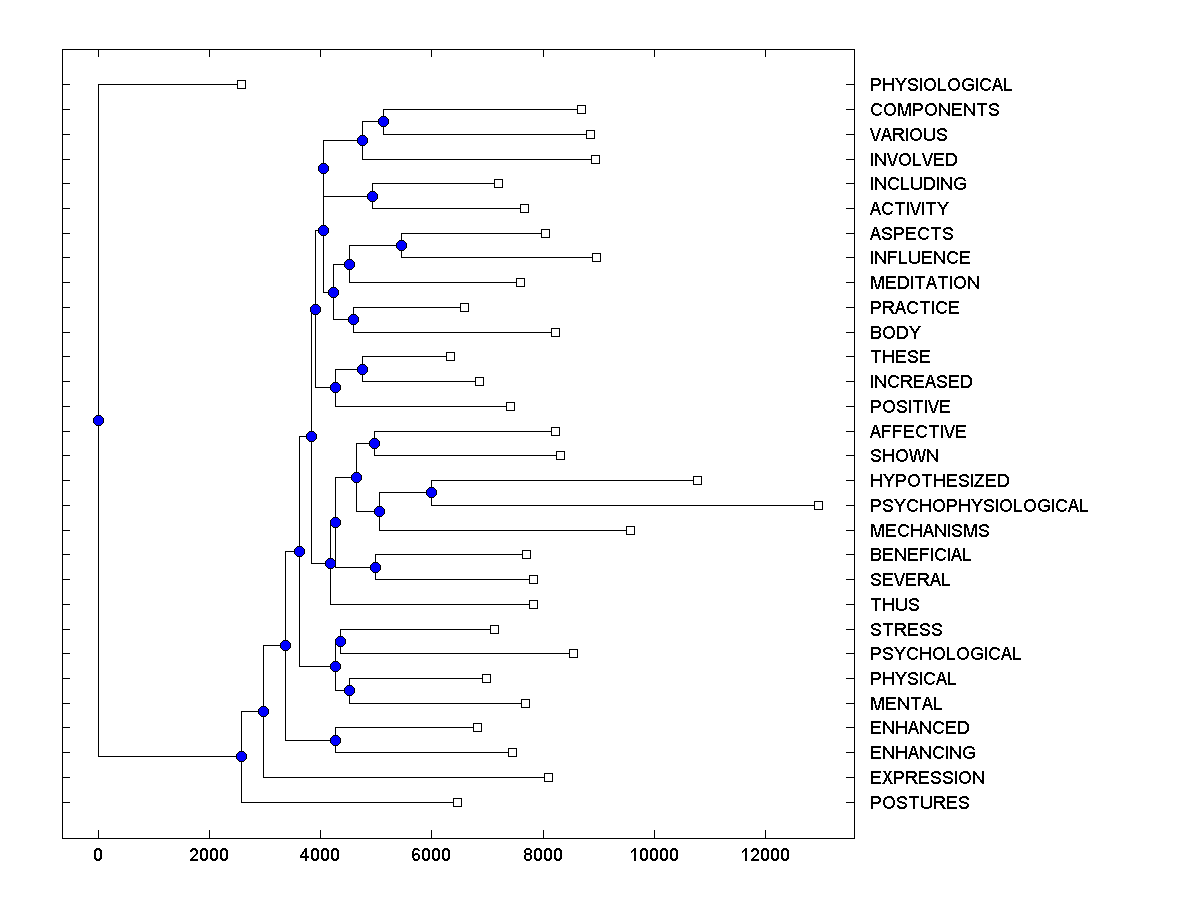 PHYSIOLOGICAL
COMPONENTS
VARIOUS
INVOLVED
INCLUDING
ACTIVITY
ASPECTS
INFLUENCE
MEDITATION
PRACTICE
BODY
THESE
INCREASED
POSITIVE
AFFECTIVE
SHOWN
HYPOTHESIZED
PSYCHOPHYSIOLOGICAL
MECHANISMS
BENEFICIAL
SEVERAL
THUS
STRESS
PSYCHOLOGICAL
PHYSICAL
MENTAL
ENHANCED
ENHANCING
EXPRESSION
POSTURES
0 2000 4000 6000 8000 10000 12000